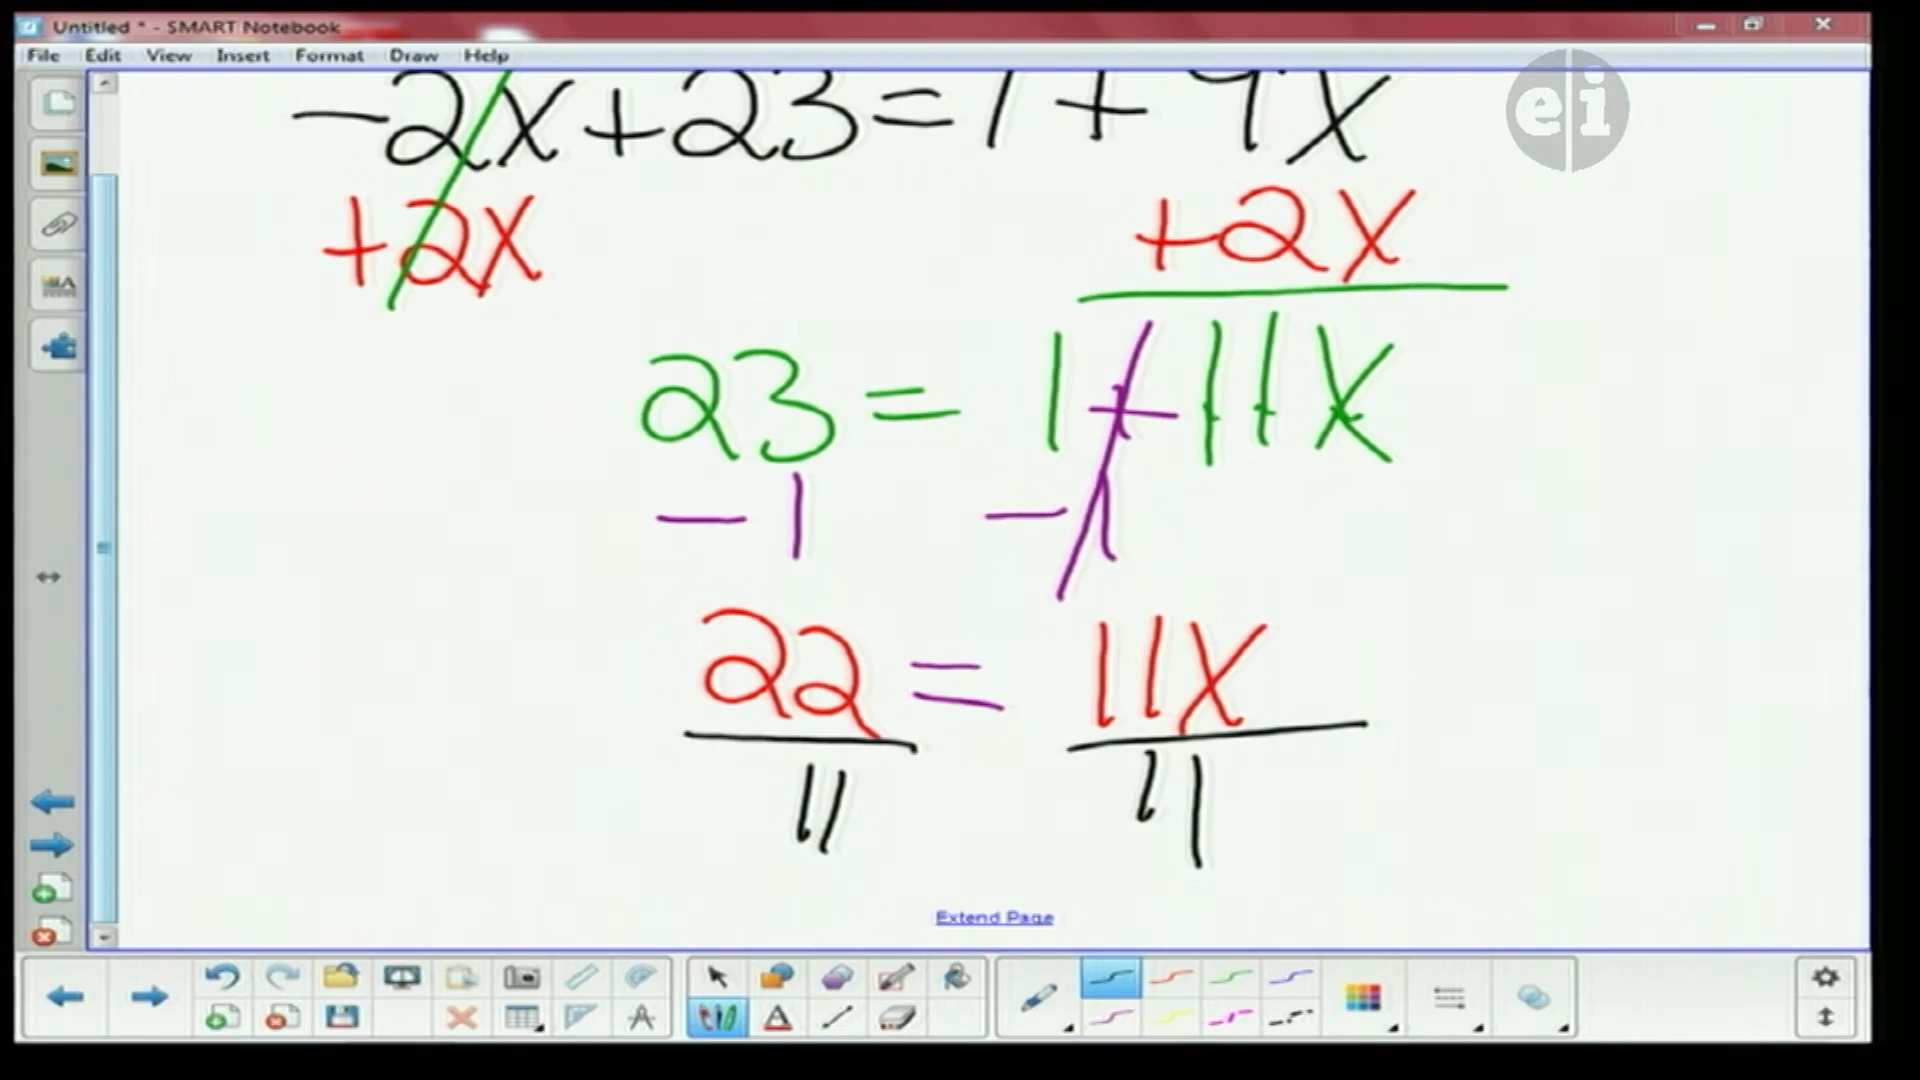 Untitled * - SMART Notebook
File Edit View Insert Format Draw Help
ei
-2x+23=1+9x
+2x +2x
23 = 1+11x
-1 -1
22 = 11x
11 11
Extend Page